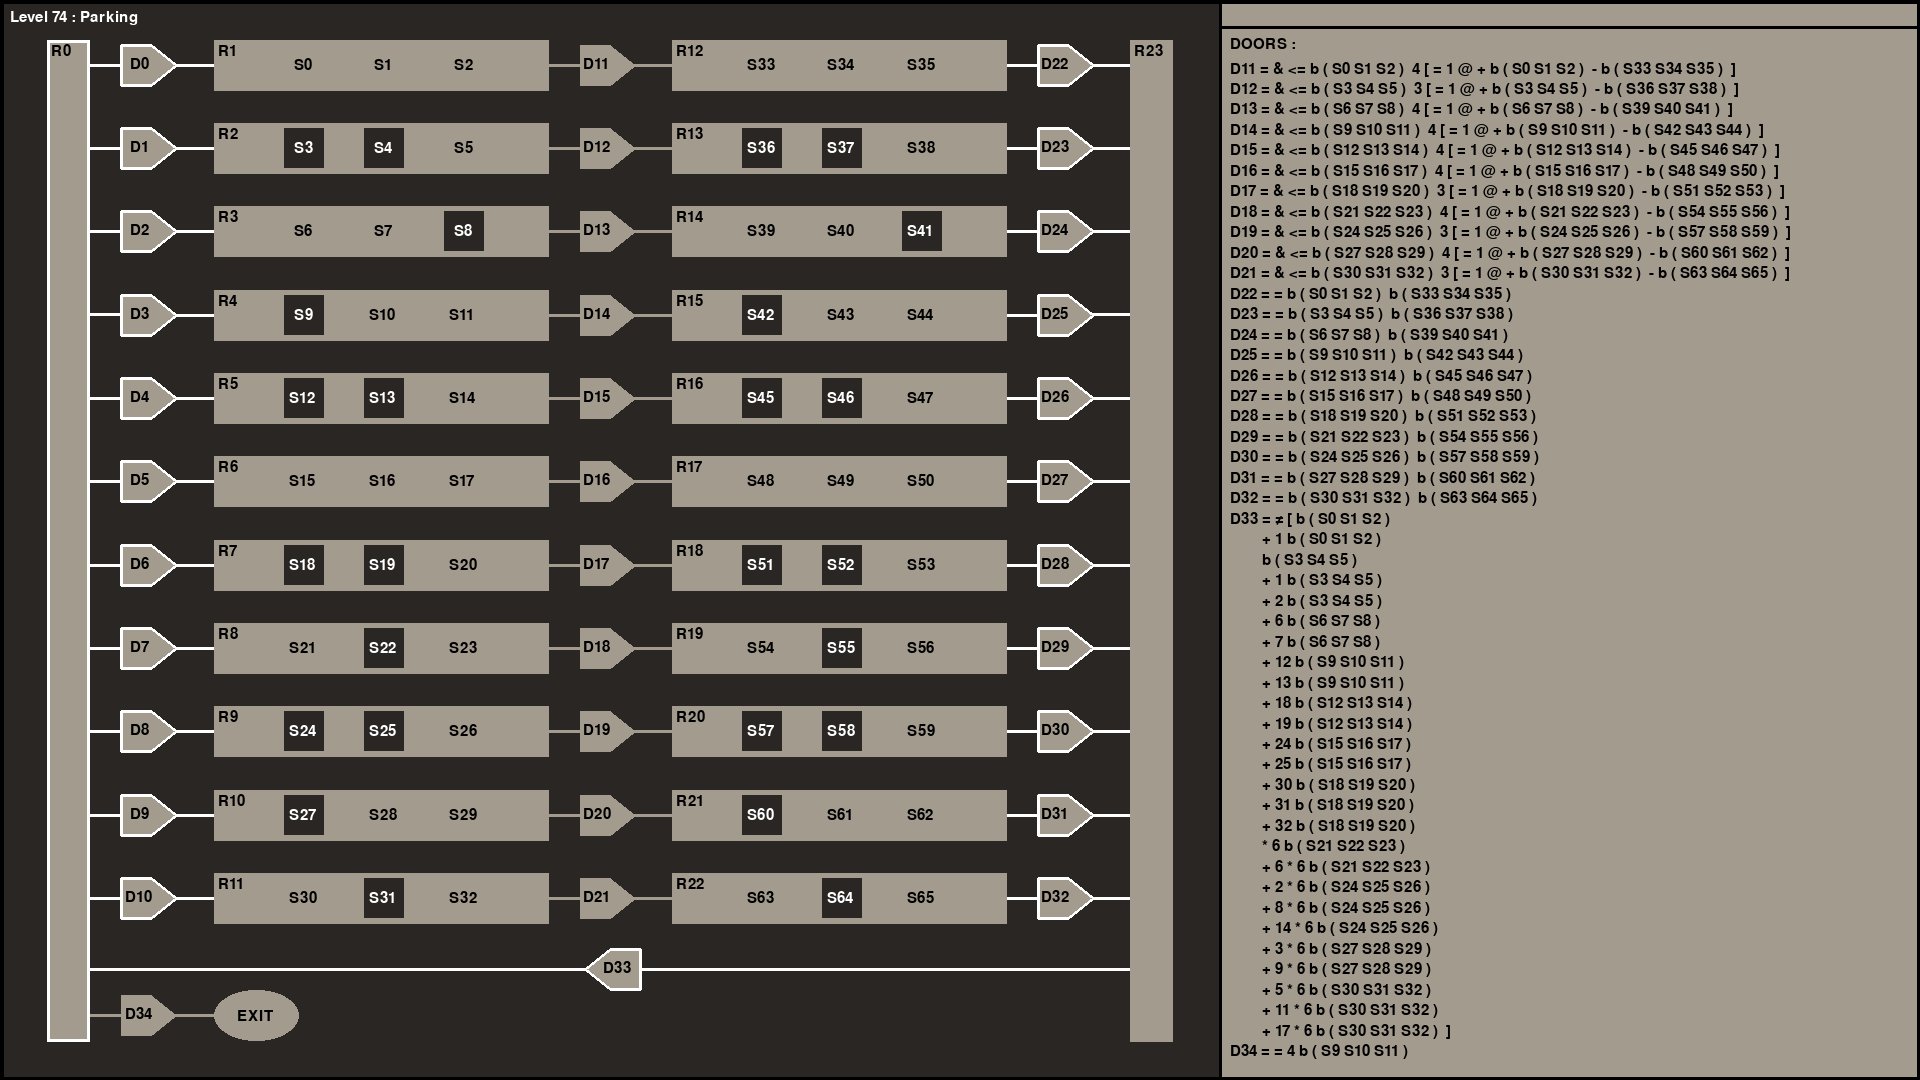 Level 74 : Parking
R0 D0 R1 S0 S1 S2 D11 R12 S33 S34 S35 D22 R23
D1 R2 S3 S4 S5 D12 R13 S36 S37 S38 D23
D2 R3 S6 S7 S8 D13 R14 S39 S40 S41 D24
D3 R4 S9 S10 S11 D14 R15 S42 S43 S44 D25
D4 R5 S12 S13 S14 D15 R16 S45 S46 S47 D26
D5 R6 S15 S16 S17 D16 R17 S48 S49 S50 D27
D6 R7 S18 S19 S20 D17 R18 S51 S52 S53 D28
D7 R8 S21 S22 S23 D18 R19 S54 S55 S56 D29
D8 R9 S24 S25 S26 D19 R20 S57 S58 S59 D30
D9 R10 S27 S28 S29 D20 R21 S60 S61 S62 D31
D10 R11 S30 S31 S32 D21 R22 S63 S64 S65 D32
D33
D34 EXIT
DOORS :
D11 = & <= b ( S0 S1 S2 ) 4 [ = 1 @ + b ( S0 S1 S2 ) - b ( S33 S34 S35 ) ]
D12 = & <= b ( S3 S4 S5 ) 3 [ = 1 @ + b ( S3 S4 S5 ) - b ( S36 S37 S38 ) ]
D13 = & <= b ( S6 S7 S8 ) 4 [ = 1 @ + b ( S6 S7 S8 ) - b ( S39 S40 S41 ) ]
D14 = & <= b ( S9 S10 S11 ) 4 [ = 1 @ + b ( S9 S10 S11 ) - b ( S42 S43 S44 ) ]
D15 = & <= b ( S12 S13 S14 ) 4 [ = 1 @ + b ( S12 S13 S14 ) - b ( S45 S46 S47 ) ]
D16 = & <= b ( S15 S16 S17 ) 4 [ = 1 @ + b ( S15 S16 S17 ) - b ( S48 S49 S50 ) ]
D17 = & <= b ( S18 S19 S20 ) 3 [ = 1 @ + b ( S18 S19 S20 ) - b ( S51 S52 S53 ) ]
D18 = & <= b ( S21 S22 S23 ) 4 [ = 1 @ + b ( S21 S22 S23 ) - b ( S54 S55 S56 ) ]
D19 = & <= b ( S24 S25 S26 ) 3 [ = 1 @ + b ( S24 S25 S26 ) - b ( S57 S58 S59 ) ]
D20 = & <= b ( S27 S28 S29 ) 4 [ = 1 @ + b ( S27 S28 S29 ) - b ( S60 S61 S62 ) ]
D21 = & <= b ( S30 S31 S32 ) 3 [ = 1 @ + b ( S30 S31 S32 ) - b ( S63 S64 S65 ) ]
D22 = = b ( S0 S1 S2 ) b ( S33 S34 S35 )
D23 = = b ( S3 S4 S5 ) b ( S36 S37 S38 )
D24 = = b ( S6 S7 S8 ) b ( S39 S40 S41 )
D25 = = b ( S9 S10 S11 ) b ( S42 S43 S44 )
D26 = = b ( S12 S13 S14 ) b ( S45 S46 S47 )
D27 = = b ( S15 S16 S17 ) b ( S48 S49 S50 )
D28 = = b ( S18 S19 S20 ) b ( S51 S52 S53 )
D29 = = b ( S21 S22 S23 ) b ( S54 S55 S56 )
D30 = = b ( S24 S25 S26 ) b ( S57 S58 S59 )
D31 = = b ( S27 S28 S29 ) b ( S60 S61 S62 )
D32 = = b ( S30 S31 S32 ) b ( S63 S64 S65 )
D33 = ≠ [ b ( S0 S1 S2 )
+ 1 b ( S0 S1 S2 )
b ( S3 S4 S5 )
+ 1 b ( S3 S4 S5 )
+ 2 b ( S3 S4 S5 )
+ 6 b ( S6 S7 S8 )
+ 7 b ( S6 S7 S8 )
+ 12 b ( S9 S10 S11 )
+ 13 b ( S9 S10 S11 )
+ 18 b ( S12 S13 S14 )
+ 19 b ( S12 S13 S14 )
+ 24 b ( S15 S16 S17 )
+ 25 b ( S15 S16 S17 )
+ 30 b ( S18 S19 S20 )
+ 31 b ( S18 S19 S20 )
+ 32 b ( S18 S19 S20 )
* 6 b ( S21 S22 S23 )
+ 6 * 6 b ( S21 S22 S23 )
+ 2 * 6 b ( S24 S25 S26 )
+ 8 * 6 b ( S24 S25 S26 )
+ 14 * 6 b ( S24 S25 S26 )
+ 3 * 6 b ( S27 S28 S29 )
+ 9 * 6 b ( S27 S28 S29 )
+ 5 * 6 b ( S30 S31 S32 )
+ 11 * 6 b ( S30 S31 S32 )
+ 17 * 6 b ( S30 S31 S32 ) ]
D34 = = 4 b ( S9 S10 S11 )